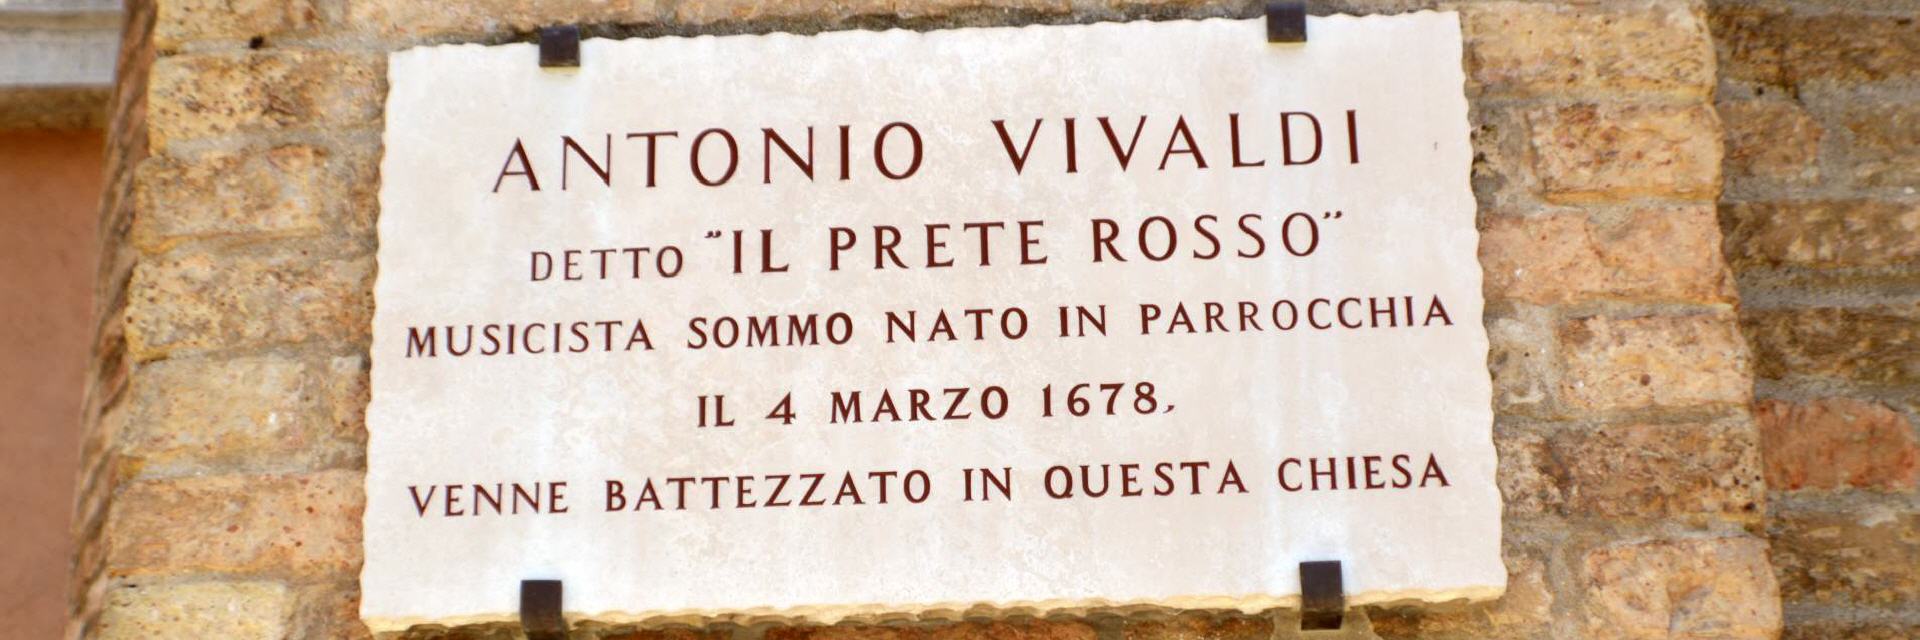 ANTONIO VIVALDI
DETTO "IL PRETE ROSSO"
MUSICISTA SOMMO NATO IN PARROCCHIA
IL 4 MARZO 1678,
VENNE BATTEZZATO IN QUESTA CHIESA